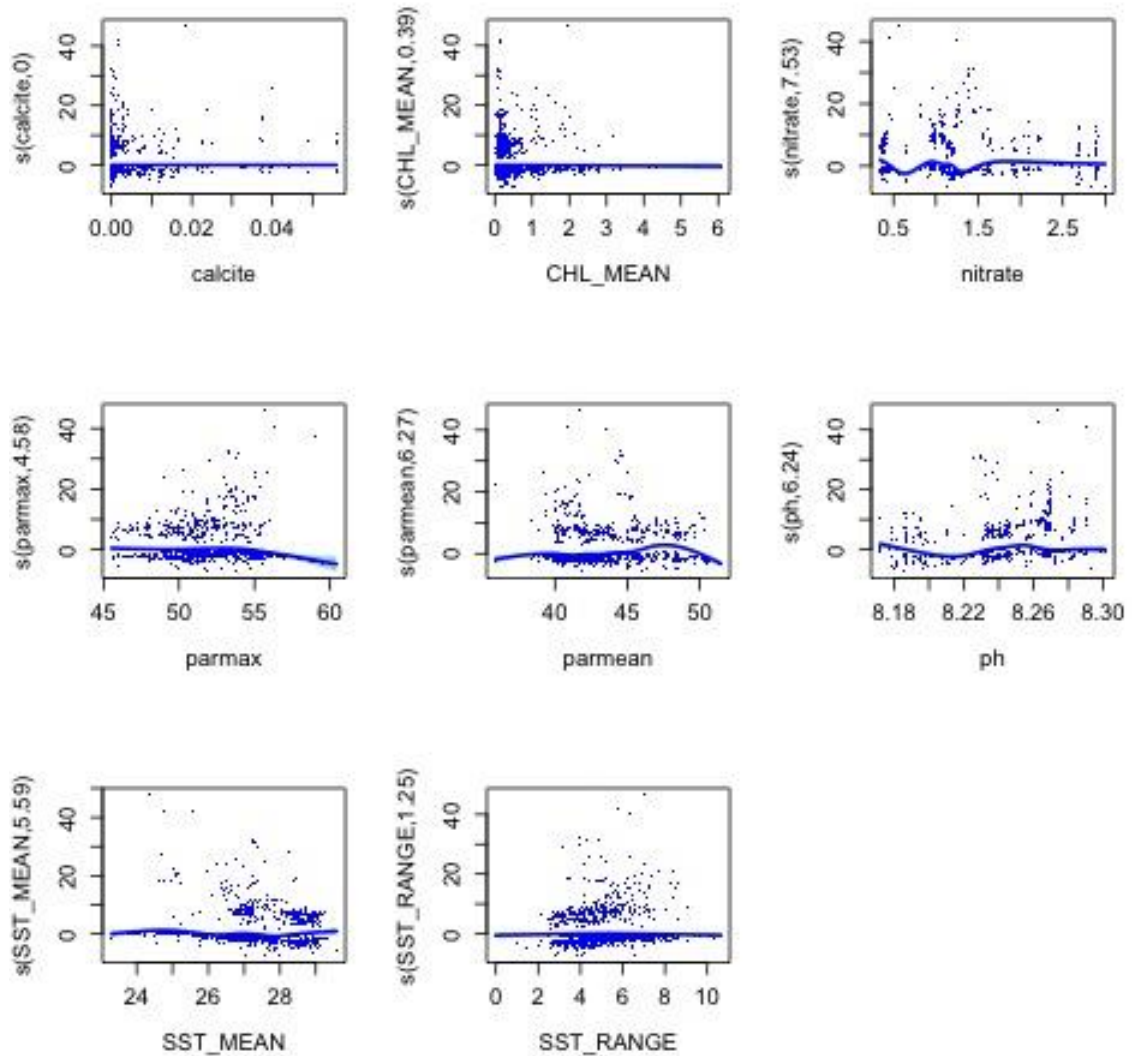 s(calcite,0)
0 20 40
0.00 0.02 0.04
calcite
s(CHL_MEAN,0.39)
0 20 40
0 1 2 3 4 5 6
CHL_MEAN
s(nitrate,7.53)
0 20 40
0.5 1.5 2.5
nitrate
s(parmax,4.58)
0 20 40
45 50 55 60
parmax
s(parmean,6.27)
0 20 40
40 45 50
parmean
s(ph,6.24)
0 20 40
8.18 8.22 8.26 8.30
ph
s(SST_MEAN,5.59)
0 20 40
24 26 28
SST_MEAN
s(SST_RANGE,1.25)
0 20 40
0 2 4 6 8 10
SST_RANGE